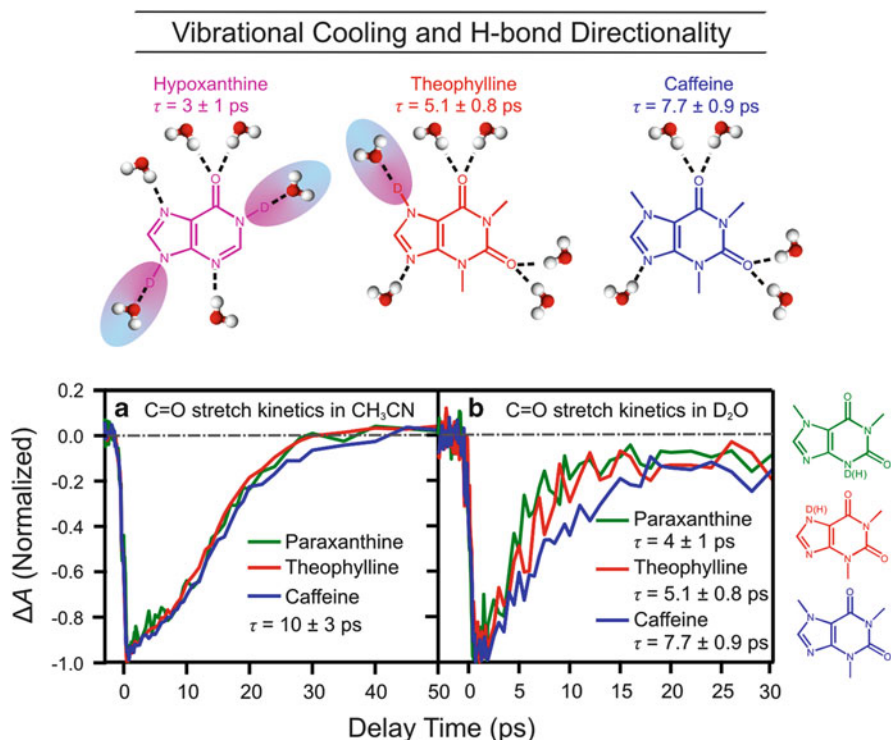 Vibrational Cooling and H-bond Directionality
Hypoxanthine
τ = 3 ± 1 ps
Theophylline
τ = 5.1 ± 0.8 ps
Caffeine
τ = 7.7 ± 0.9 ps
O
N
N
D
N
N
D
O
D
N
N
N
N
O
O
N
N
N
N
O
ΔA (Normalized)
0.2
0.0
-0.2
-0.4
-0.6
-0.8
-1.0
a C=O stretch kinetics in CH₃CN
Paraxanthine
Theophylline
Caffeine
τ = 10 ± 3 ps
0 10 20 30 40 50
b C=O stretch kinetics in D₂O
Paraxanthine
τ = 4 ± 1 ps
Theophylline
τ = 5.1 ± 0.8 ps
Caffeine
τ = 7.7 ± 0.9 ps
0 5 10 15 20 25 30
Delay Time (ps)
O
N
N
N
N
O
D(H)
D(H)
O
N
N
N
N
O
O
N
N
N
N
O